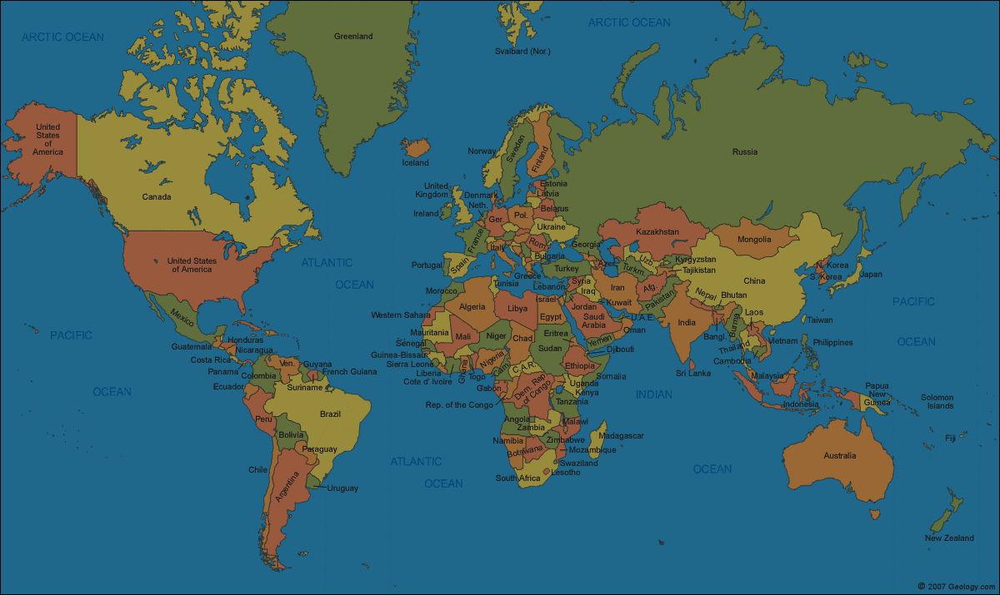 ARCTIC OCEAN
Greenland
Svalbard (Nor.)
ARCTIC OCEAN
United
States
of
America
Canada
Iceland
Norway
Sweden
Finland
Russia
United
Kingdom
Ireland
Denmark
Neth.
Estonia
Latvia
Belarus
Ger.
Pol.
Ukraine
France
Rom.
Italy
Bulgaria
Spain
Portugal
Greece
Turkey
Georgia
Azer.
Kazakhstan
Uzb.
Turkm.
Kyrgyzstan
Tajikistan
Mongolia
China
N. Korea
S. Korea
Japan
United States
of America
ATLANTIC
OCEAN
PACIFIC
OCEAN
PACIFIC
OCEAN
Mexico
Guatemala
Honduras
Nicaragua
Costa Rica
Panama
Ven.
Guyana
French Guiana
Colombia
Suriname
Ecuador
Peru
Brazil
Bolivia
Paraguay
Chile
Argentina
Uruguay
Morocco
Tunisia
Algeria
Libya
Egypt
Western Sahara
Mauritania
Mali
Niger
Chad
Sudan
Eritrea
Senegal
Guinea-Bissau
Sierra Leone
Liberia
Cote d' Ivoire
Ghana
Togo
Nigeria
Cam.
C.A.R.
Ethiopia
Djibouti
Somalia
Uganda
Kenya
Gabon
Rep. of the Congo
Dem. Rep.
of Congo
Tanzania
Angola
Zambia
Malawi
Namibia
Botswana
Zimbabwe
Mozambique
Madagascar
Swaziland
Lesotho
South Africa
Lebanon
Israel
Syria
Iraq
Jordan
Saudi
Arabia
Kuwait
Iran
U.A.E.
Oman
Yemen
Afg.
Pakistan
India
Nepal
Bhutan
Bangl.
Burma
Laos
Thailand
Vietnam
Cambodia
Sri Lanka
Taiwan
Philippines
Malaysia
Indonesia
Papua
New
Guinea
Solomon
Islands
Fiji
Australia
New Zealand
INDIAN
OCEAN
ATLANTIC
OCEAN
© 2007 Geology.com